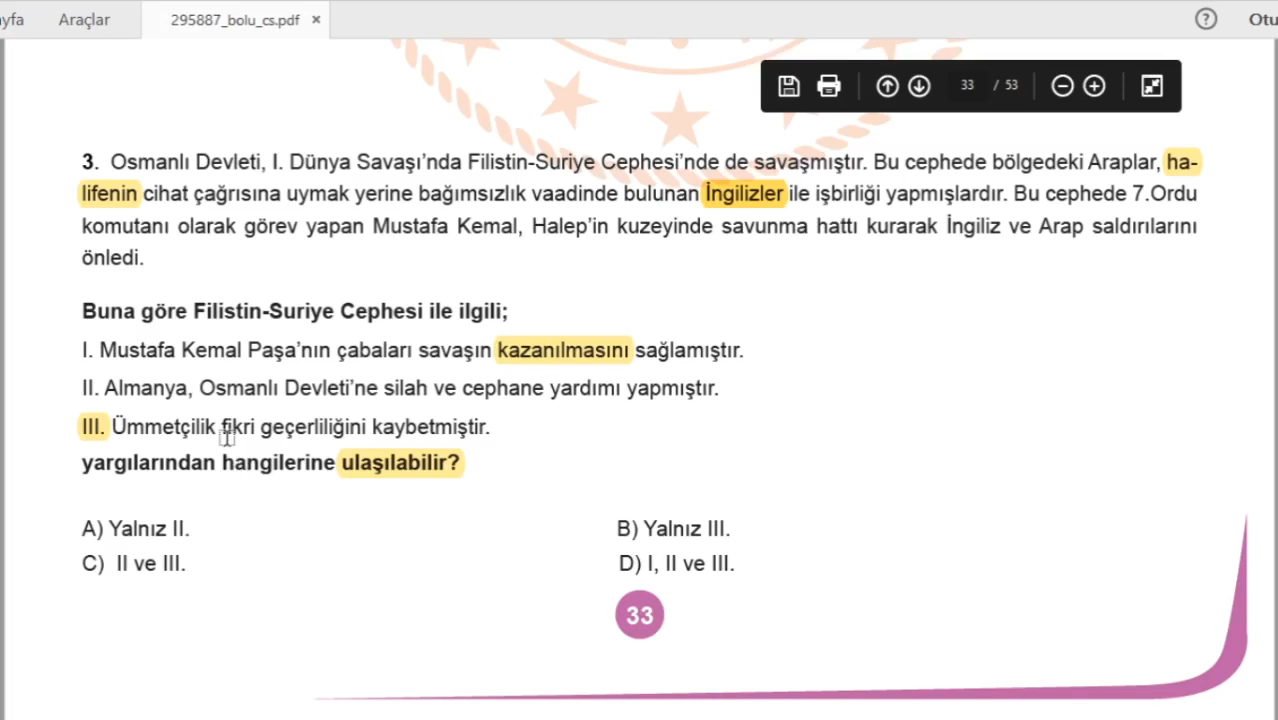 yfa
Araçlar
295887_bolu_cs.pdf ×
?
Otu
33 / 53
3. Osmanlı Devleti, I. Dünya Savaşı’nda Filistin-Suriye Cephesi’nde de savaşmıştır. Bu cephede bölgedeki Araplar, ha-
lifenin cihat çağrısına uymak yerine bağımsızlık vaadinde bulunan İngilizler ile işbirliği yapmışlardır. Bu cephede 7.Ordu
komutanı olarak görev yapan Mustafa Kemal, Halep’in kuzeyinde savunma hattı kurarak İngiliz ve Arap saldırılarını
önledi.
Buna göre Filistin-Suriye Cephesi ile ilgili;
I. Mustafa Kemal Paşa’nın çabaları savaşın kazanılmasını sağlamıştır.
II. Almanya, Osmanlı Devleti’ne silah ve cephane yardımı yapmıştır.
III. Ümmetçilik fikri geçerliliğini kaybetmiştir.
yargılarından hangilerine ulaşılabilir?
A) Yalnız II.
B) Yalnız III.
C) II ve III.
D) I, II ve III.
33